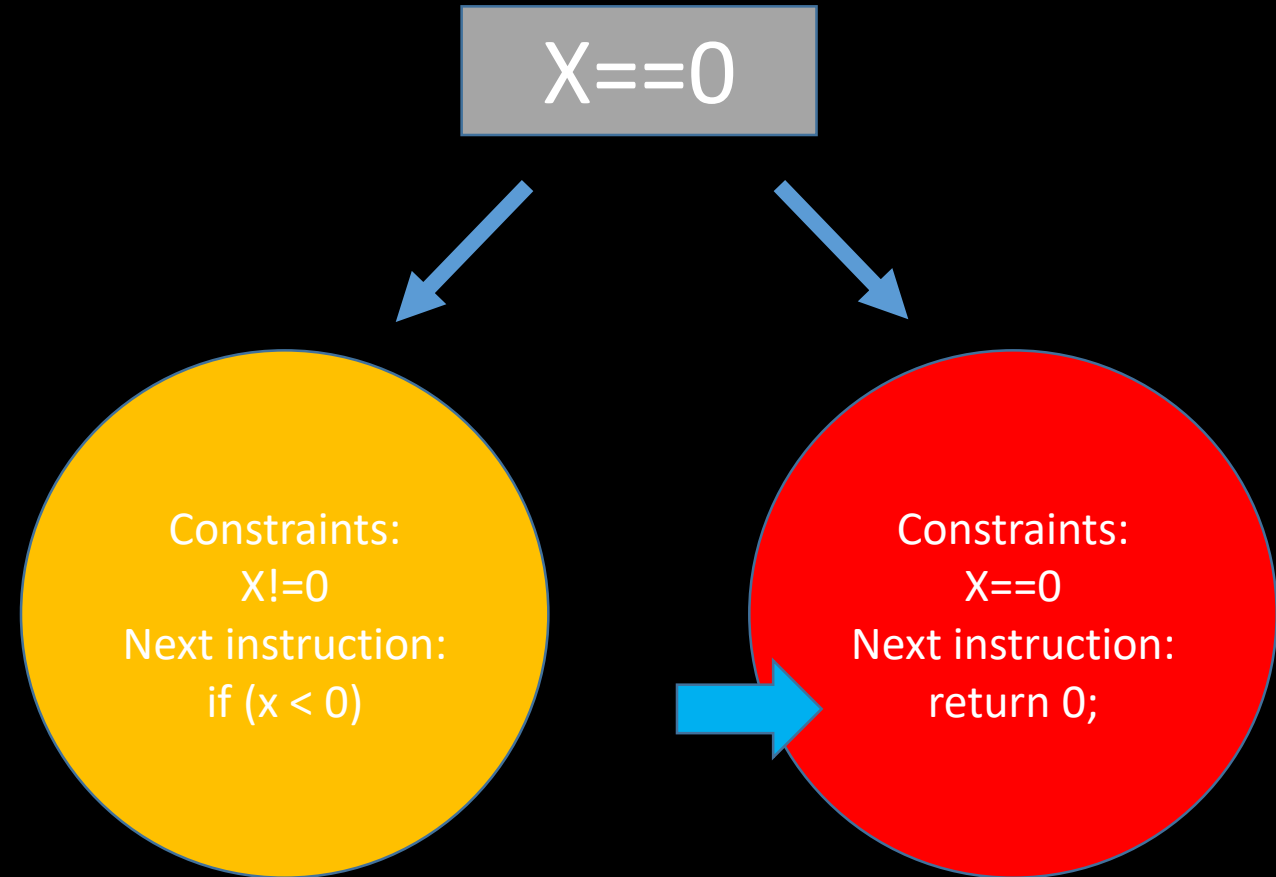 X==0
Constraints:
X!=0
Next instruction:
if (x < 0)
Constraints:
X==0
Next instruction:
return 0;